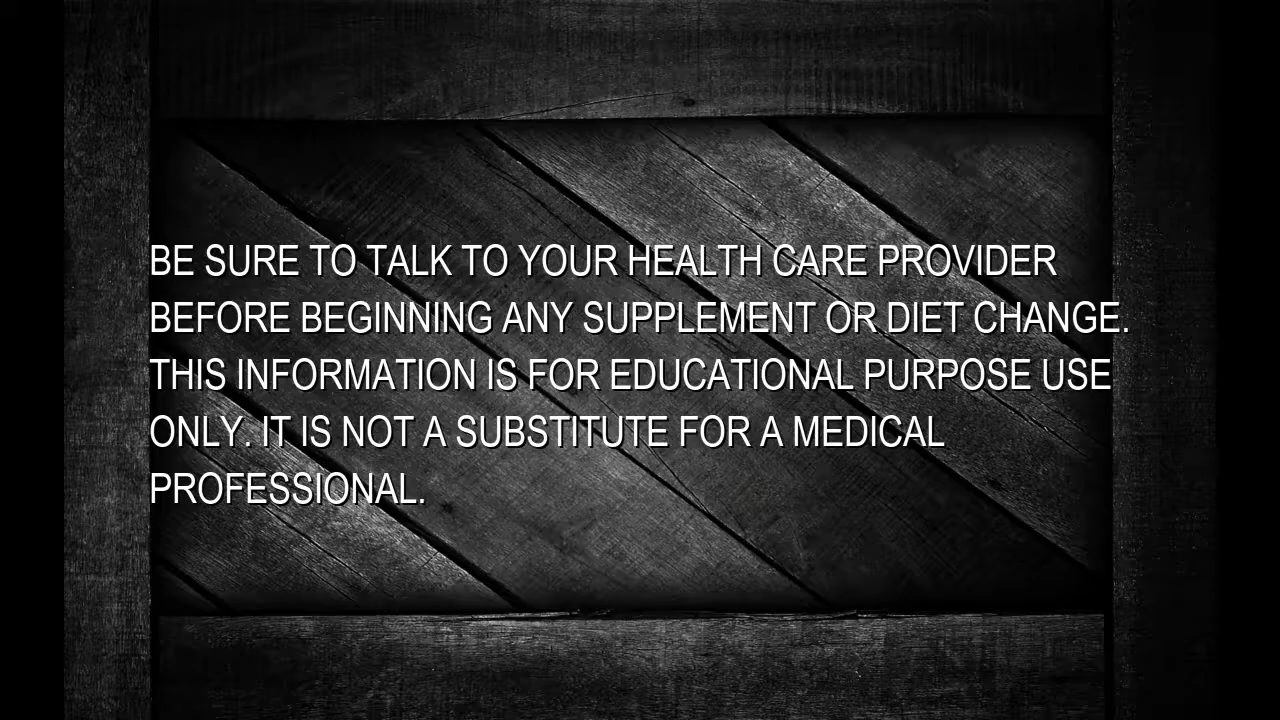 BE SURE TO TALK TO YOUR HEALTH CARE PROVIDER
BEFORE BEGINNING ANY SUPPLEMENT OR DIET CHANGE.
THIS INFORMATION IS FOR EDUCATIONAL PURPOSE USE
ONLY. IT IS NOT A SUBSTITUTE FOR A MEDICAL
PROFESSIONAL.